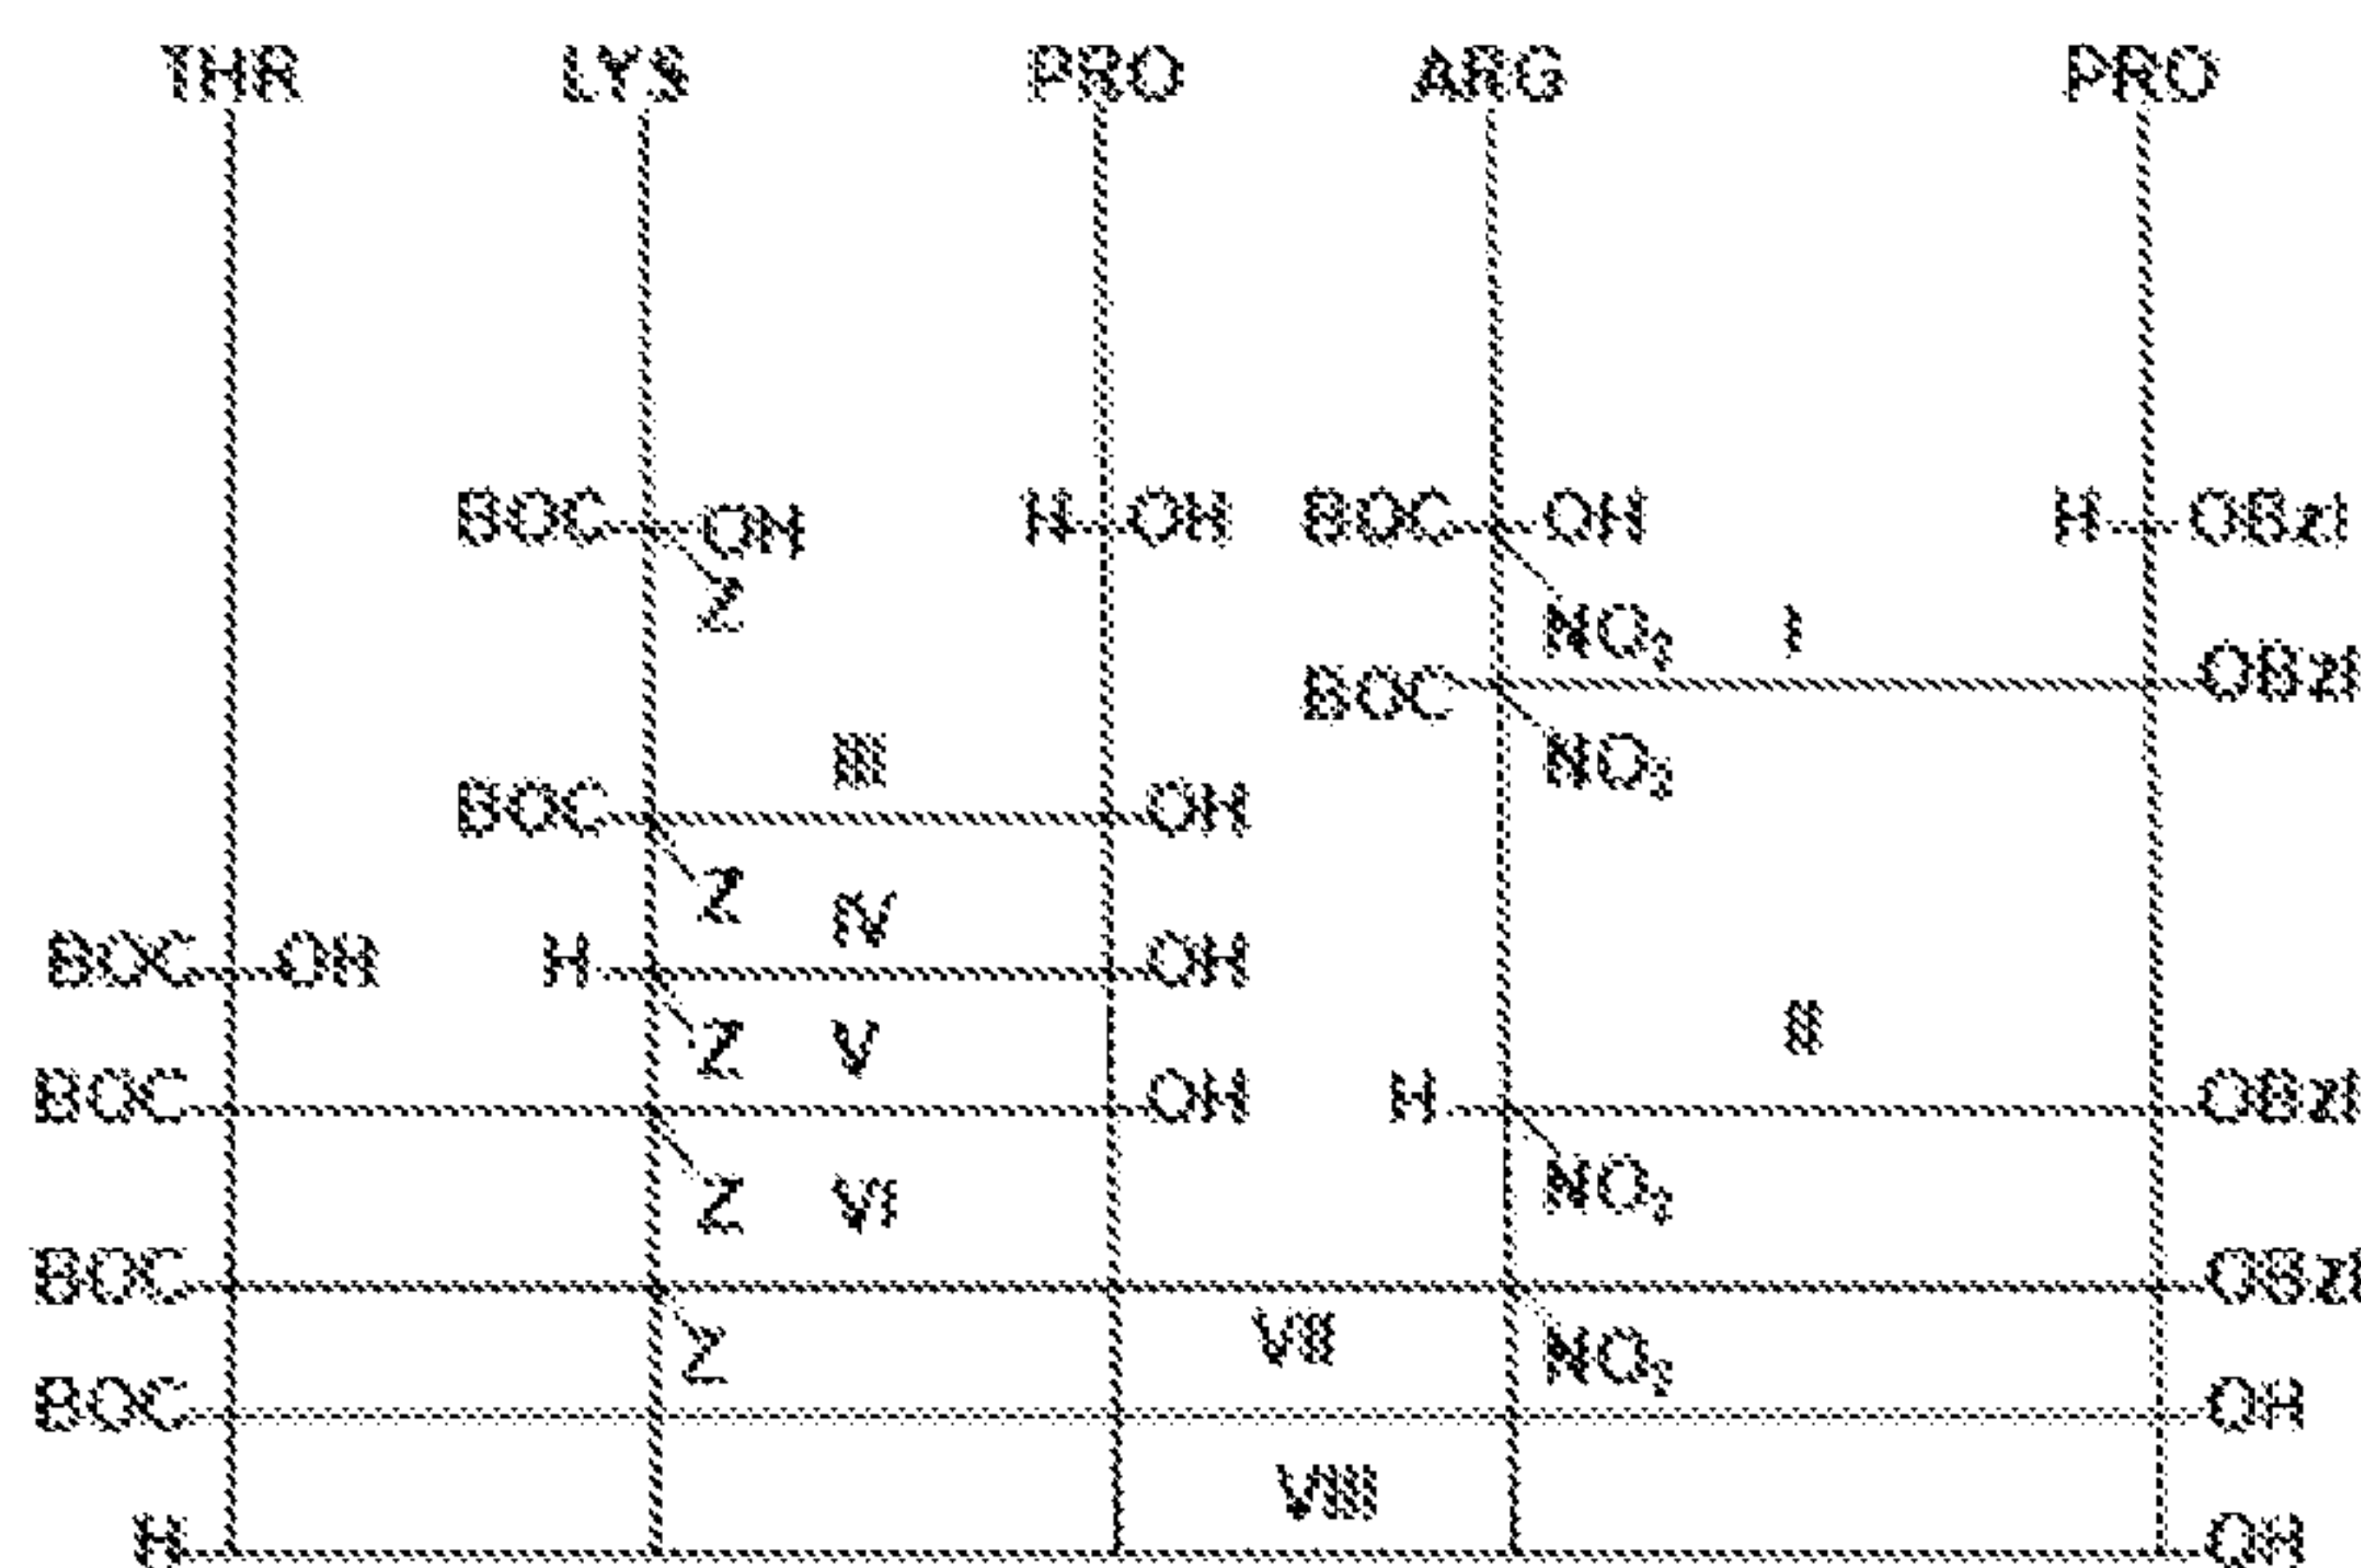 THR LYS PRO ARG PRO
BOC OH H OH BOC OH H OBzl
Z NO₂ I
BOC OBzl
III NO₂
BOC OH
Z IV
BOC OH H OH
Z V II
BOC OH H OBzl
Z VI NO₂
BOC OBzl
Z VII NO₂
BOC OH
VIII
H OH